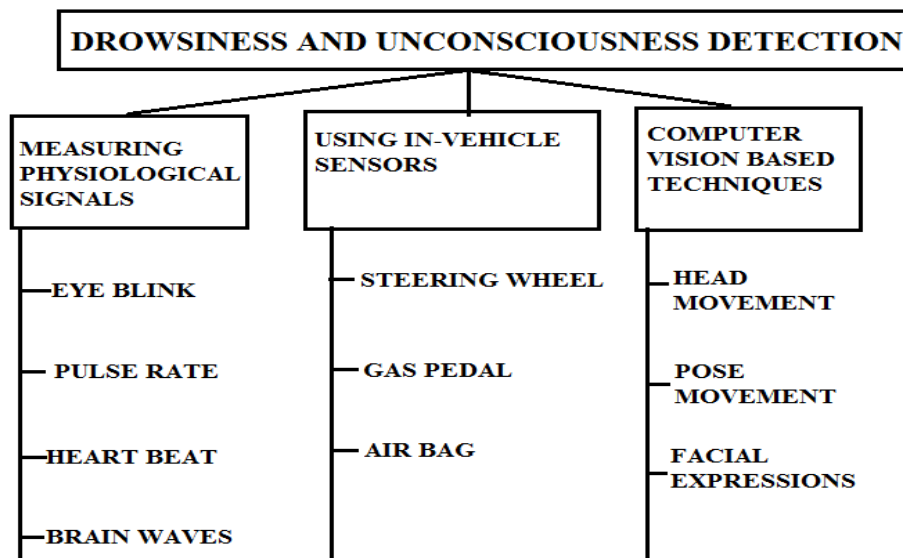 DROWSINESS AND UNCONSCIOUSNESS DETECTION
MEASURING
PHYSIOLOGICAL
SIGNALS
EYE BLINK
PULSE RATE
HEART BEAT
BRAIN WAVES
USING IN-VEHICLE
SENSORS
STEERING WHEEL
GAS PEDAL
AIR BAG
COMPUTER
VISION BASED
TECHNIQUES
HEAD
MOVEMENT
POSE
MOVEMENT
FACIAL
EXPRESSIONS